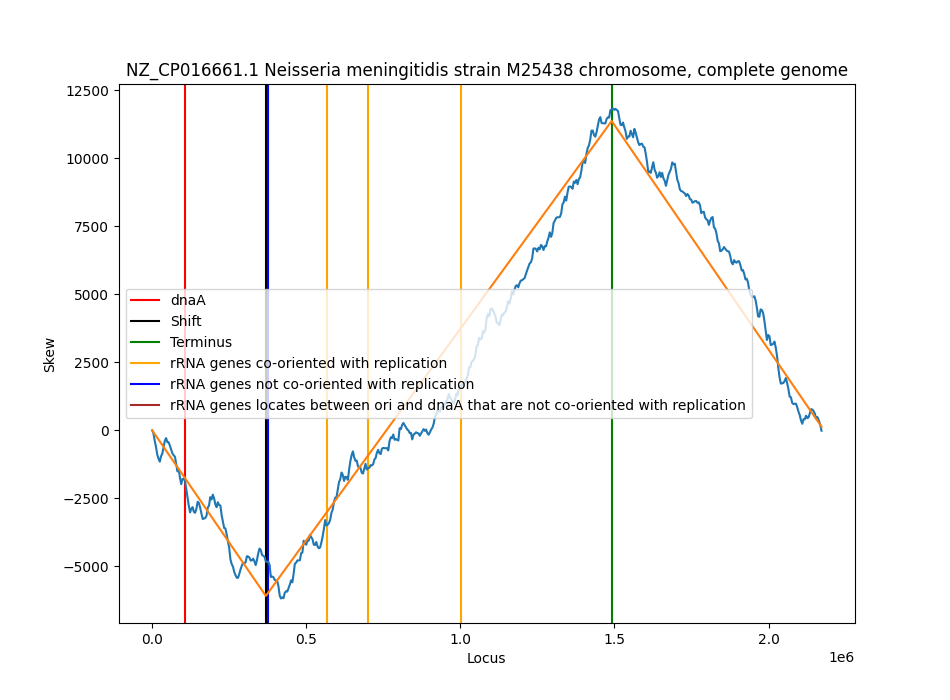 NZ_CP016661.1 Neisseria meningitidis strain M25438 chromosome, complete genome
12500
10000
7500
5000
2500
0
−2500
−5000
Skew
dnaA
Shift
Terminus
rRNA genes co-oriented with replication
rRNA genes not co-oriented with replication
rRNA genes locates between ori and dnaA that are not co-oriented with replication
0.0 0.5 1.0 1.5 2.0
Locus
1e6